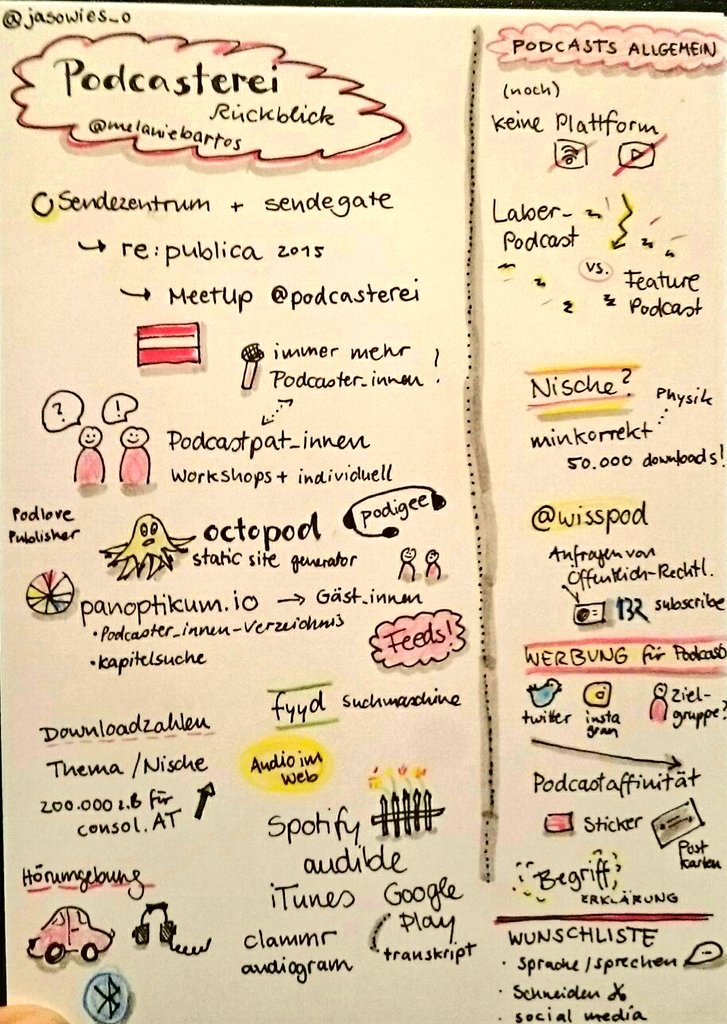 @jasowies_o
Podcasterei
Rückblick
@melaniebartos
Sendezentrum + sendegate
→ re:publica 2015
→ MeetUp @podcasterei
immer mehr
Podcaster_innen!
?
!
Podcastpat_innen
Workshops + individuell
Podlove
Publisher
octopod
static site generator
podigee
panoptikum.io → Gäst_innen
• Podcaster_innen-Verzeichnis
• Kapitelsuche
Feeds!
fyyd Suchmaschine
Downloadzahlen
Thema / Nische
200.000 z.B für
consol.AT
Audio im
Web
Spotify
audible
iTunes
Google
Play
transkript
clammr
audiogram
Hörumgebung
PODCASTS ALLGEMEIN
(noch)
keine Plattform
Laber-
Podcast
vs.
Feature
Podcast
Nische?
Physik
minkorrekt
50.000 downloads!
@wisspod
Anfragen von
Öffentlich-Rechtl.
132 subscribe
WERBUNG für Podcasts
twitter
insta
gram
Ziel-
gruppe?
Podcastaffinität
Sticker
Post
karten
Begriff
ERKLÄRUNG
WUNSCHLISTE
• Sprache / sprechen
• Schneiden
• social media